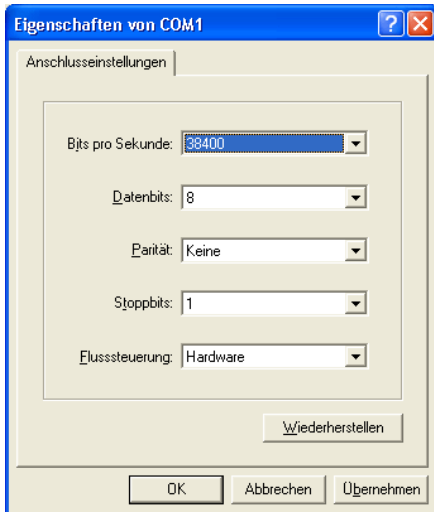 Eigenschaften von COM1
Anschlusseinstellungen
Bits pro Sekunde: 38400
Datenbits: 8
Parität: Keine
Stoppbits: 1
Flusssteuerung: Hardware
Wiederherstellen
OK Abbrechen Übernehmen